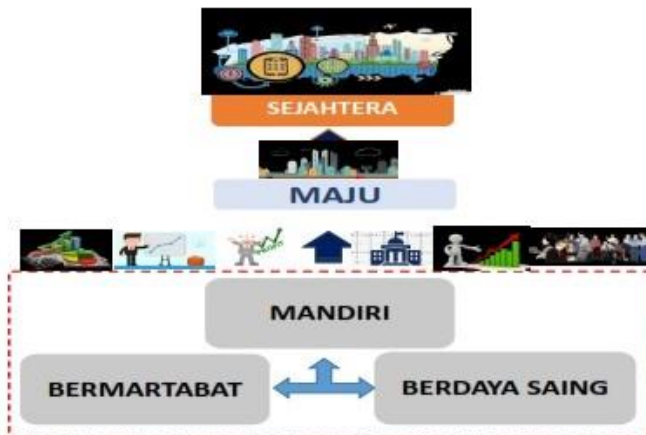 SEJAHTERA
MAJU
MANDIRI
BERMARTABAT
BERDAYA SAING